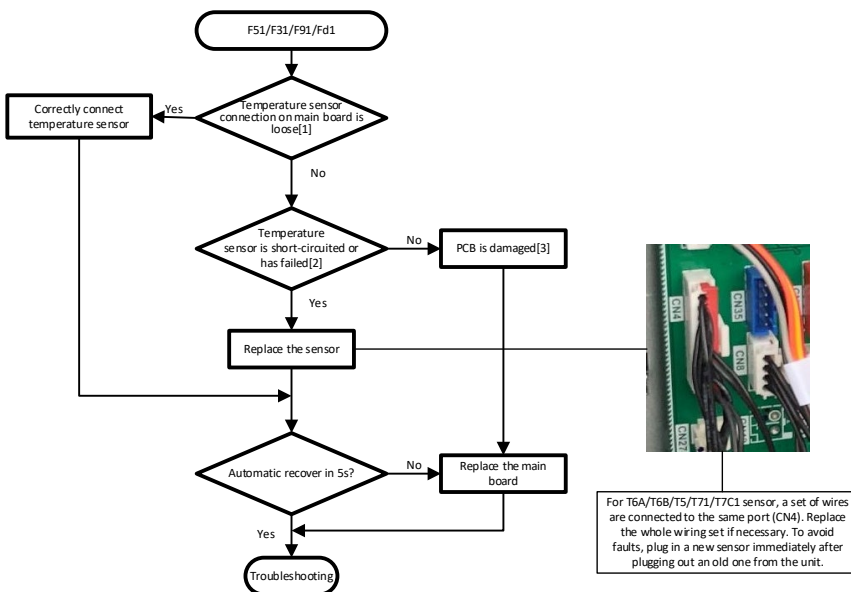 F51/F31/F91/Fd1
Temperature sensor
connection on main board is
loose[1]
Yes
Correctly connect
temperature sensor
No
Temperature
sensor is short-circuited or
has failed[2]
No
PCB is damaged[3]
Yes
Replace the sensor
CN4
CN35
CN8
CN27
Automatic recover in 5s?
No
Replace the main
board
Yes
Troubleshooting
For T6A/T6B/T5/T71/T7C1 sensor, a set of wires
are connected to the same port (CN4). Replace
the whole wiring set if necessary. To avoid
faults, plug in a new sensor immediately after
plugging out an old one from the unit.